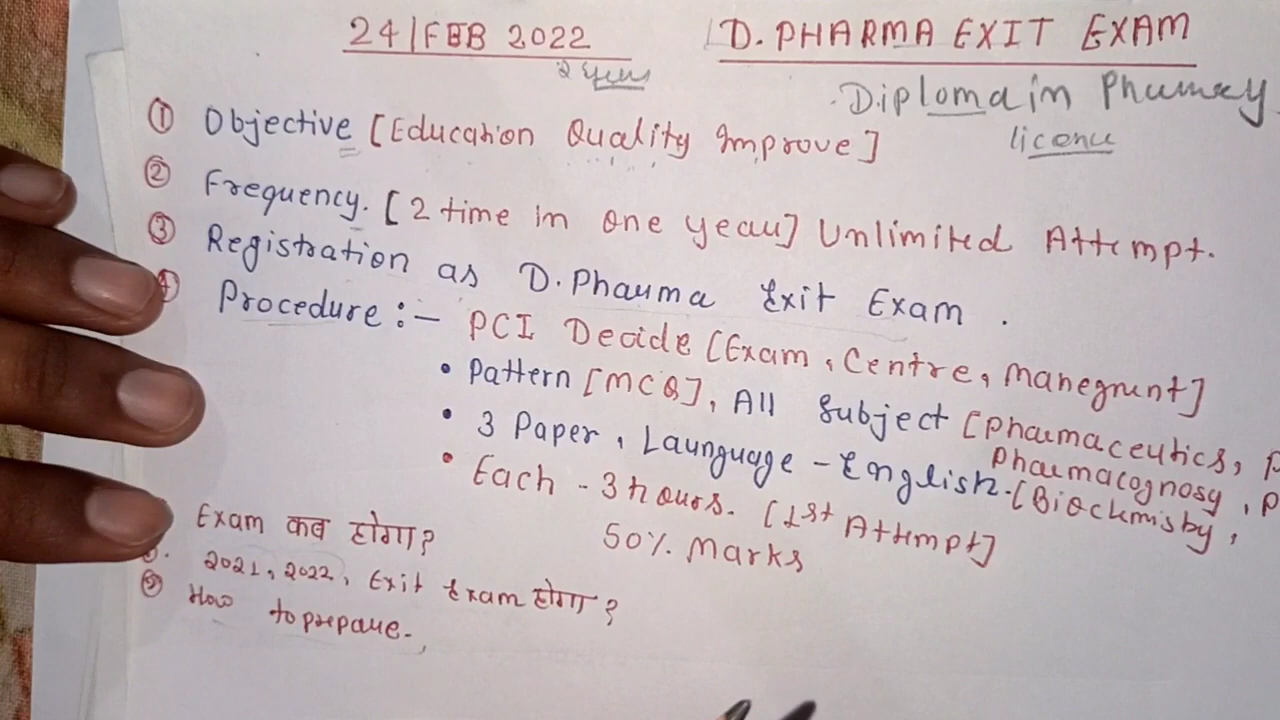 24/FEB 2022 D. PHARMA EXIT EXAM
2 years Diploma in Pharmacy
licence
① Objective [Education Quality Improve]
② Frequency. [2 time in one year] Unlimited Attempt.
③ Registration as D. Pharma Exit Exam .
④ Procedure :- PCI Decide [Exam, Centre, Manegment]
• Pattern [MCQ], All Subject [Pharmaceutics, P
Pharmacognosy, P
• 3 Paper, Launguage - English. [Biochemisty,
• Each - 3 hours. [1st Attempt]
50% Marks
Exam कब होगा?
2021, 2022, Exit Exam होगा?
How to prepare.